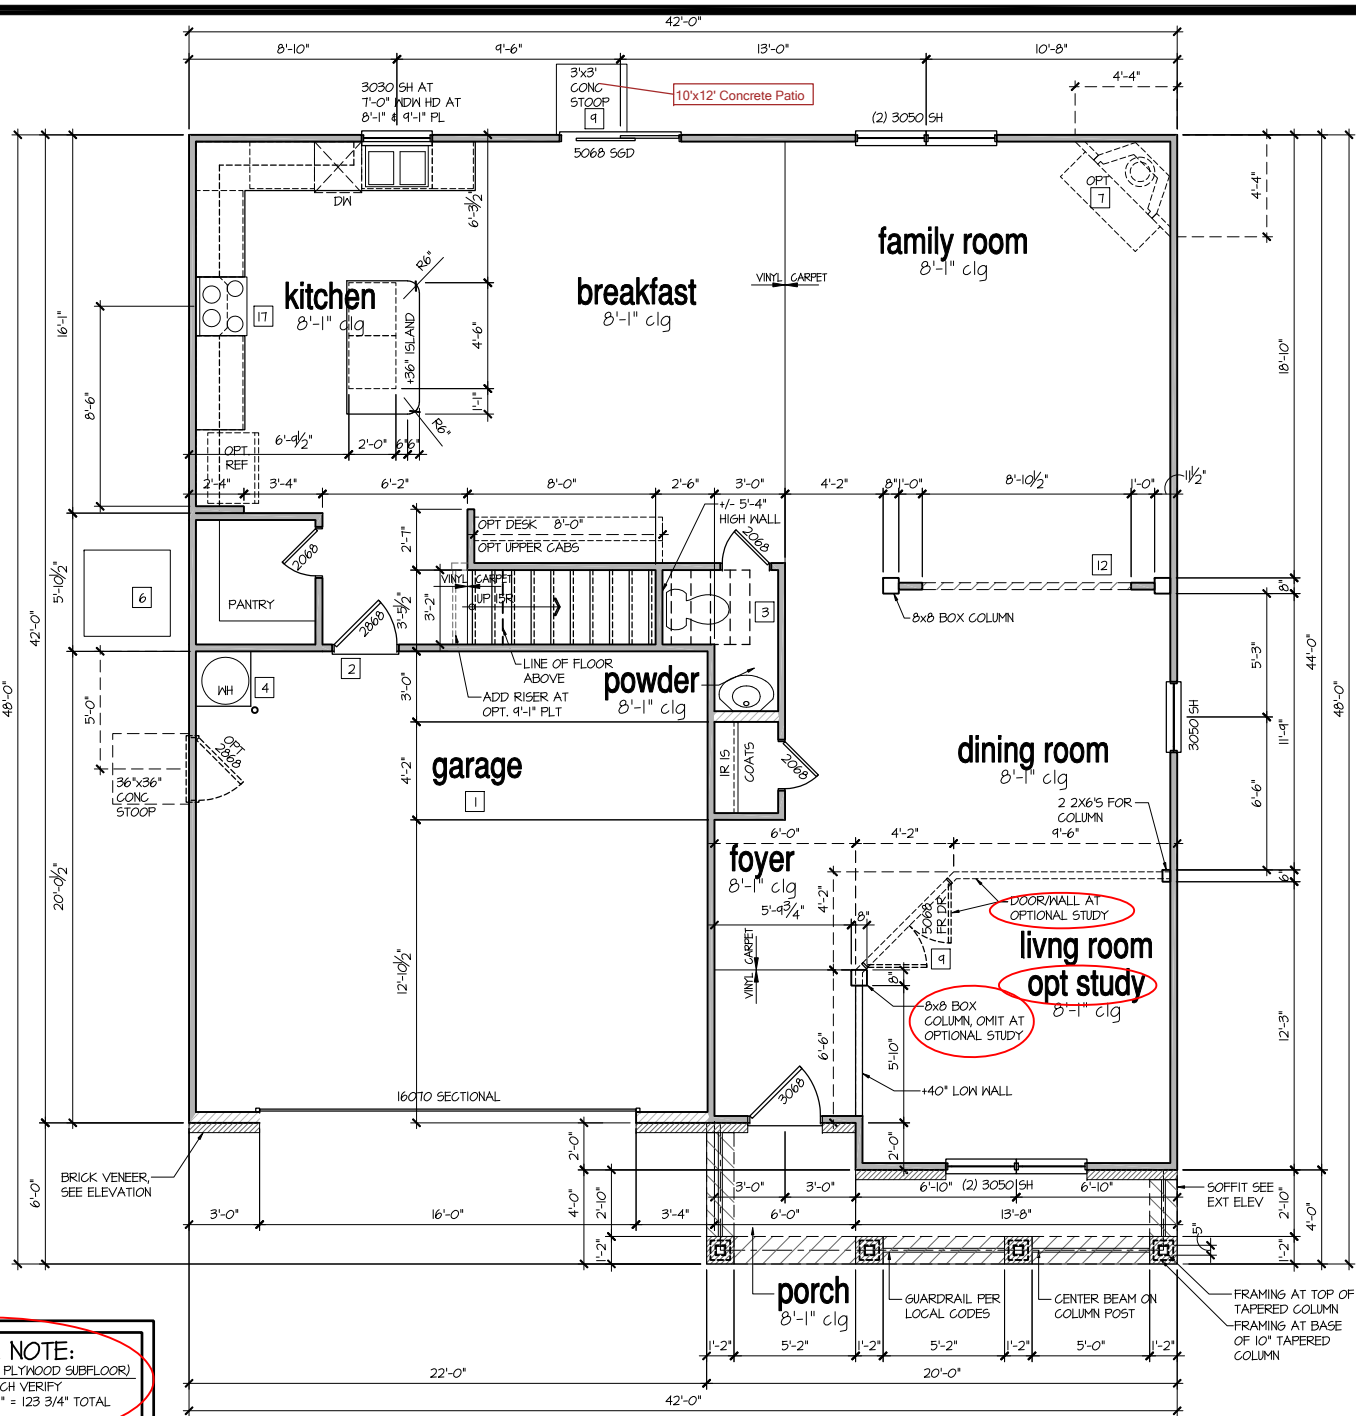 42'-0"
8'-10"
9'-6"
13'-0"
10'-8"
4'-4"
3030 SH AT
7'-0" WDW HD AT
8'-1" & 9'-1" PL
3'x3'
CONC
STOOP
9
10'x12' Concrete Patio
(2) 3050 SH
5068 SGD
DW
OPT
7
4'-4"
6'-3 1/2"
R6"
family room
8'-1" clg
VINYL CARPET
kitchen
8'-1" clg
17
breakfast
8'-1" clg
+36" ISLAND
4'-6"
1'-1"
R6"
16'-1"
8'-6"
18'-10"
6'-9 1/2"
2'-0"
6"
6"
OPT.
REF
2'-4"
3'-4"
6'-2"
8'-0"
2'-6"
3'-0"
4'-2"
8"
1'-0"
8'-10 1/2"
1'-0"
11 1/2"
+/- 5'-4"
HIGH WALL
OPT DESK 8'-0"
OPT UPPER CABS
2'-7"
2068
2068
12
VINYL CARPET
UP 15R
3'-5 1/2"
3'-2"
5'-10 1/2"
6
PANTRY
3
8x8 BOX COLUMN
8"
2868
2
LINE OF FLOOR
ABOVE
ADD RISER AT
OPT. 9'-1" PLT
powder
8'-1" clg
WH
4
3'-0"
5'-0"
5'-3"
42'-0"
48'-0"
44'-0"
48'-0"
3050 SH
11'-9"
6'-6"
OPT
2868
36"x36"
CONC
STOOP
garage
1
4'-2"
1R 1S
COATS
2068
dining room
8'-1" clg
2 2X6'S FOR
COLUMN
6'-0"
4'-2"
9'-6"
foyer
8'-1" clg
4'-2"
6"
5'-9 3/4"
8"
5068
FR DR
DOOR/WALL AT
OPTIONAL STUDY
20'-0 1/2"
12'-10 1/2"
VINYL CARPET
9
livng room
opt study
8'-1" clg
8"
8x8 BOX
COLUMN, OMIT AT
OPTIONAL STUDY
6'-6"
5'-10"
12'-3"
+40" LOW WALL
3068
16070 SECTIONAL
2'-0"
2'-0"
BRICK VENEER,
SEE ELEVATION
6'-0"
3'-0"
3'-0"
6'-10"
(2) 3050 SH
6'-10"
SOFFIT SEE
EXT ELEV
3'-0"
16'-0"
4'-0"
2'-10"
3'-4"
6'-0"
13'-8"
2'-10"
4'-0"
5"
1'-2"
1'-2"
porch
8'-1" clg
GUARDRAIL PER
LOCAL CODES
CENTER BEAM ON
COLUMN POST
FRAMING AT TOP OF
TAPERED COLUMN
FRAMING AT BASE
OF 10" TAPERED
COLUMN
1'-2"
5'-2"
1'-2"
5'-2"
1'-2"
5'-0"
1'-2"
22'-0"
20'-0"
42'-0"
NOTE:
PLYWOOD SUBFLOOR)
CH VERIFY
" = 123 3/4" TOTAL